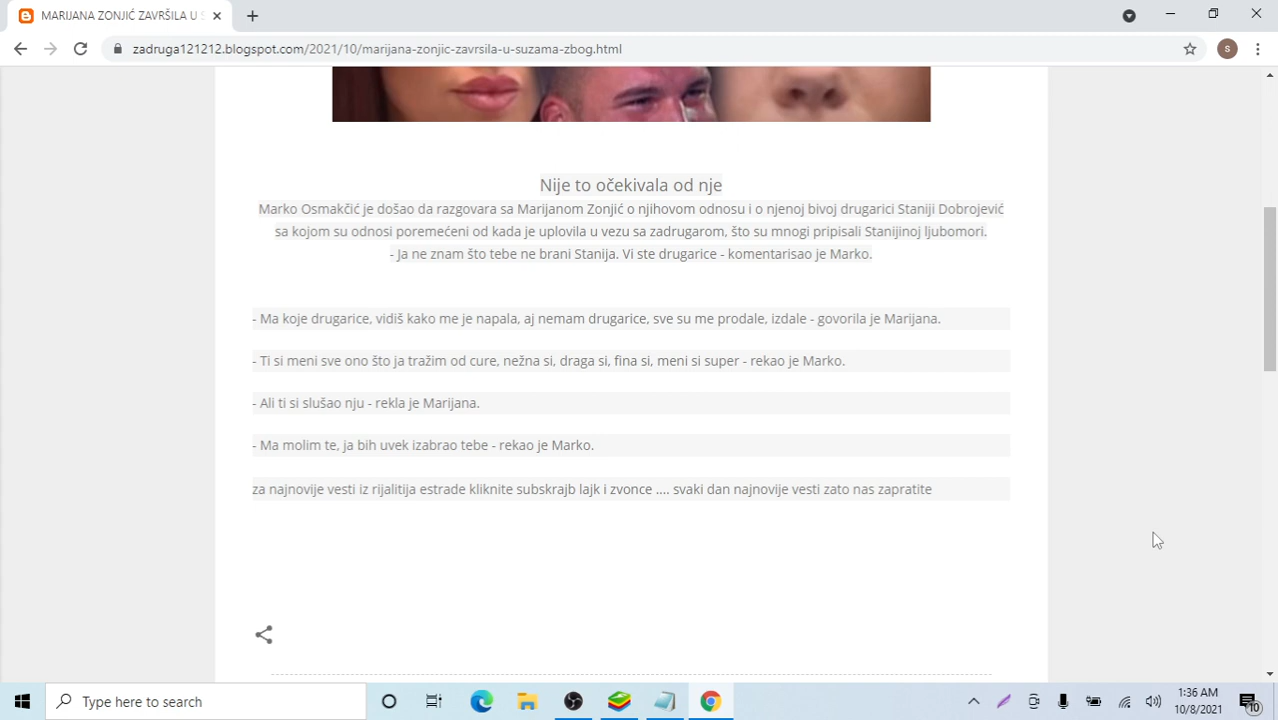 MARIJANA ZONJIĆ ZAVRŠILA U S
zadruga121212.blogspot.com/2021/10/marijana-zonjic-zavrsila-u-suzama-zbog.html
S
Nije to očekivala od nje
Marko Osmakčić je došao da razgovara sa Marijanom Zonjić o njihovom odnosu i o njenoj bivoj drugarici Staniji Dobrojević
sa kojom su odnosi poremećeni od kada je uplovila u vezu sa zadrugarom, što su mnogi pripisali Stanijinoj ljubomori.
- Ja ne znam što tebe ne brani Stanija. Vi ste drugarice - komentarisao je Marko.
- Ma koje drugarice, vidiš kako me je napala, aj nemam drugarice, sve su me prodale, izdale - govorila je Marijana.
- Ti si meni sve ono što ja tražim od cure, nežna si, draga si, fina si, meni si super - rekao je Marko.
- Ali ti si slušao nju - rekla je Marijana.
- Ma molim te, ja bih uvek izabrao tebe - rekao je Marko.
za najnovije vesti iz rijalitija estrade kliknite subskrajb lajk i zvonce .... svaki dan najnovije vesti zato nas zapratite
Type here to search
1:36 AM
10/8/2021
10